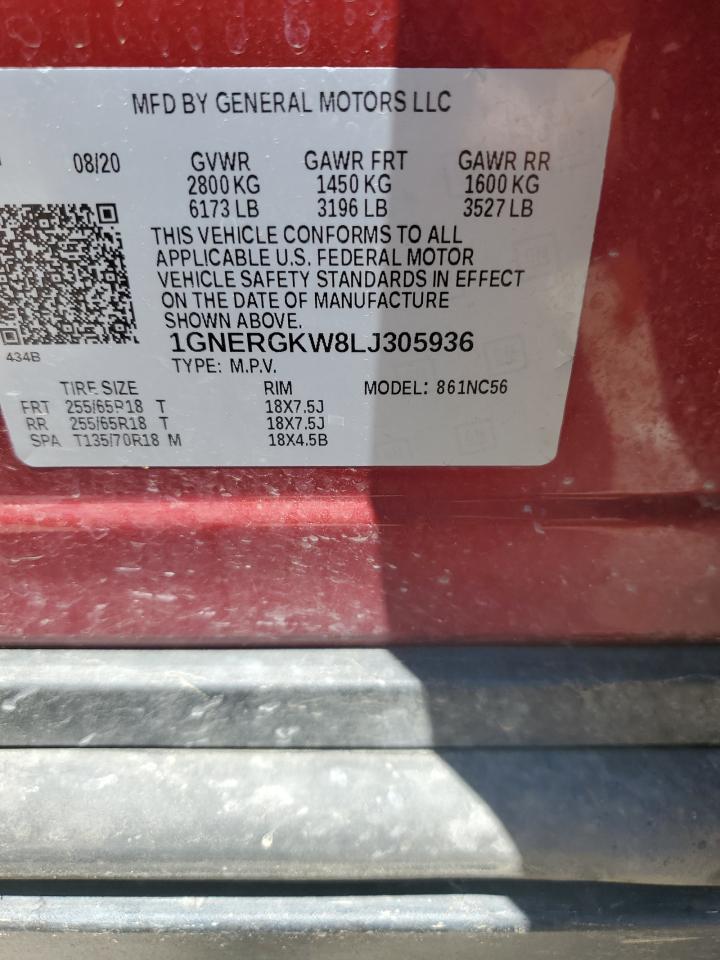 MFD BY GENERAL MOTORS LLC
08/20 GVWR GAWR FRT GAWR RR
2800 KG 1450 KG 1600 KG
6173 LB 3196 LB 3527 LB
THIS VEHICLE CONFORMS TO ALL
APPLICABLE U.S. FEDERAL MOTOR
VEHICLE SAFETY STANDARDS IN EFFECT
ON THE DATE OF MANUFACTURE
SHOWN ABOVE.
1GNERGKW8LJ305936
434B
TYPE: M.P.V.
TIRE SIZE RIM MODEL: 861NC56
FRT 255/65R18 T 18X7.5J
RR 255/65R18 T 18X7.5J
SPA T135/70R18 M 18X4.5B